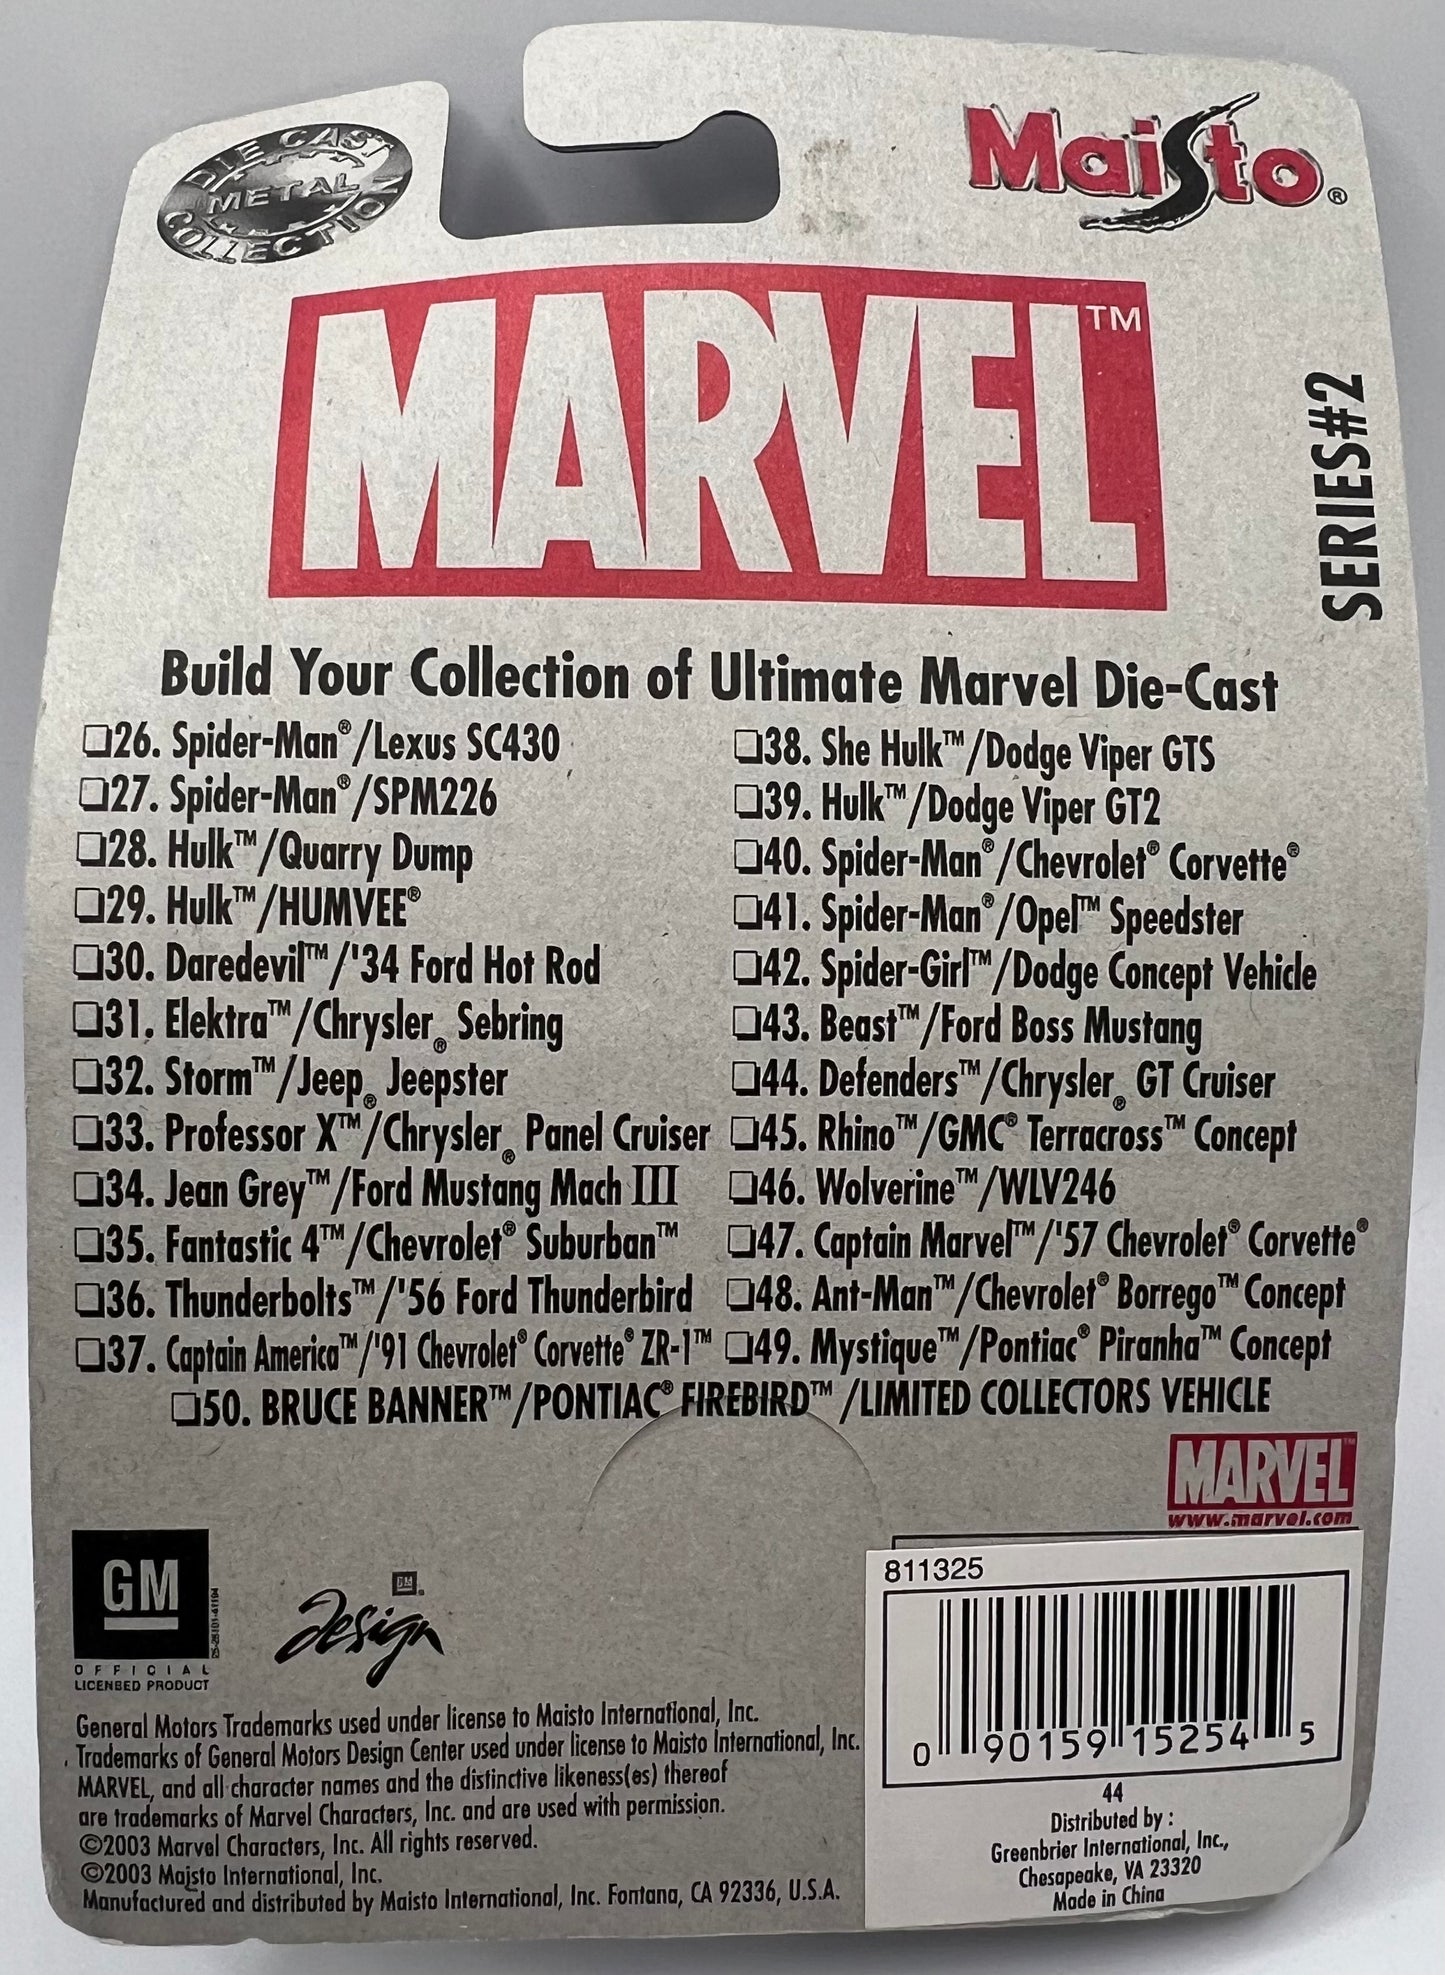 DIE CAST
METAL
COLLECTION
Maisto®
MARVEL™
SERIES#2
Build Your Collection of Ultimate Marvel Die-Cast
❏26. Spider-Man®/Lexus SC430
❏27. Spider-Man®/SPM226
❏28. Hulk™/Quarry Dump
❏29. Hulk™/HUMVEE®
❏30. Daredevil™/'34 Ford Hot Rod
❏31. Elektra™/Chrysler® Sebring
❏32. Storm™/Jeep® Jeepster
❏33. Professor X™/Chrysler® Panel Cruiser
❏34. Jean Grey™/Ford Mustang Mach III
❏35. Fantastic 4™/Chevrolet® Suburban™
❏36. Thunderbolts™/'56 Ford Thunderbird
❏37. Captain America™/'91 Chevrolet® Corvette® ZR-1™
❏38. She Hulk™/Dodge Viper GTS
❏39. Hulk™/Dodge Viper GT2
❏40. Spider-Man®/Chevrolet® Corvette®
❏41. Spider-Man®/Opel™ Speedster
❏42. Spider-Girl™/Dodge Concept Vehicle
❏43. Beast™/Ford Boss Mustang
❏44. Defenders™/Chrysler® GT Cruiser
❏45. Rhino™/GMC® Terracross™ Concept
❏46. Wolverine™/WLV246
❏47. Captain Marvel™/'57 Chevrolet® Corvette®
❏48. Ant-Man™/Chevrolet® Borrego™ Concept
❏49. Mystique™/Pontiac® Piranha™ Concept
❏50. BRUCE BANNER™/PONTIAC® FIREBIRD™/LIMITED COLLECTORS VEHICLE
MARVEL™
www.marvel.com
GM
OFFICIAL
LICENSED PRODUCT
GM
Design
General Motors Trademarks used under license to Maisto International, Inc.
Trademarks of General Motors Design Center used under license to Maisto International, Inc.
MARVEL, and all character names and the distinctive likeness(es) thereof
are trademarks of Marvel Characters, Inc. and are used with permission.
©2003 Marvel Characters, Inc. All rights reserved.
©2003 Maisto International, Inc.
Manufactured and distributed by Maisto International, Inc. Fontana, CA 92336, U.S.A.
811325
0 90159 15254 5
44
Distributed by :
Greenbrier International, Inc.,
Chesapeake, VA 23320
Made in China